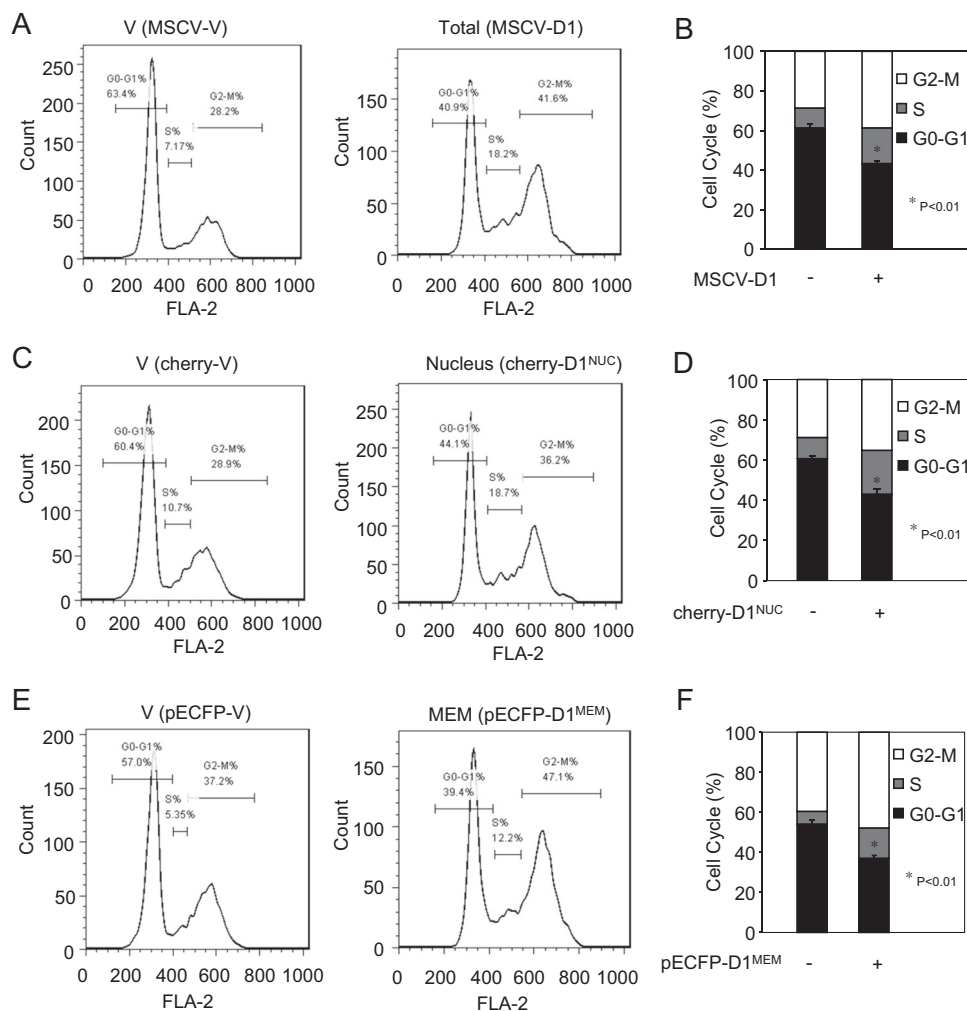 A
V (MSCV-V)
Count
250
200
150
100
50
0
G0-G1%
63.4%
S%
7.17%
G2-M%
28.2%
0 200 400 600 800 1000
FLA-2
Total (MSCV-D1)
Count
150
100
50
0
G0-G1%
40.9%
S%
18.2%
G2-M%
41.6%
0 200 400 600 800 1000
FLA-2
B
Cell Cycle (%)
100
80
60
40
20
0
*
G2-M
S
G0-G1
* P<0.01
MSCV-D1 - +
C
V (cherry-V)
Count
200
150
100
50
0
G0-G1%
60.4%
S%
10.7%
G2-M%
28.9%
0 200 400 600 800 1000
FLA-2
Nucleus (cherry-D1NUC)
Count
250
200
150
100
50
0
G0-G1%
44.1%
S%
18.7%
G2-M%
36.2%
0 200 400 600 800 1000
FLA-2
D
Cell Cycle (%)
100
80
60
40
20
0
*
G2-M
S
G0-G1
* P<0.01
cherry-D1NUC - +
E
V (pECFP-V)
Count
200
150
100
50
0
G0-G1%
57.0%
S%
5.35%
G2-M%
37.2%
0 200 400 600 800 1000
FLA-2
MEM (pECFP-D1MEM)
Count
150
100
50
0
G0-G1%
39.4%
S%
12.2%
G2-M%
47.1%
0 200 400 600 800 1000
FLA-2
F
Cell Cycle (%)
100
80
60
40
20
0
*
G2-M
S
G0-G1
* P<0.01
pECFP-D1MEM - +